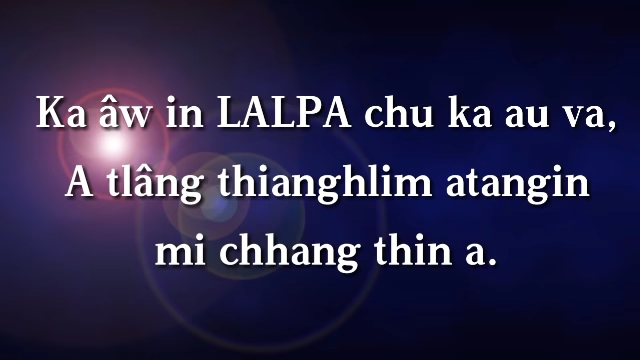 Ka âw in LALPA chu ka au va,
A tlâng thianghlim atangin
mi chhang thin a.